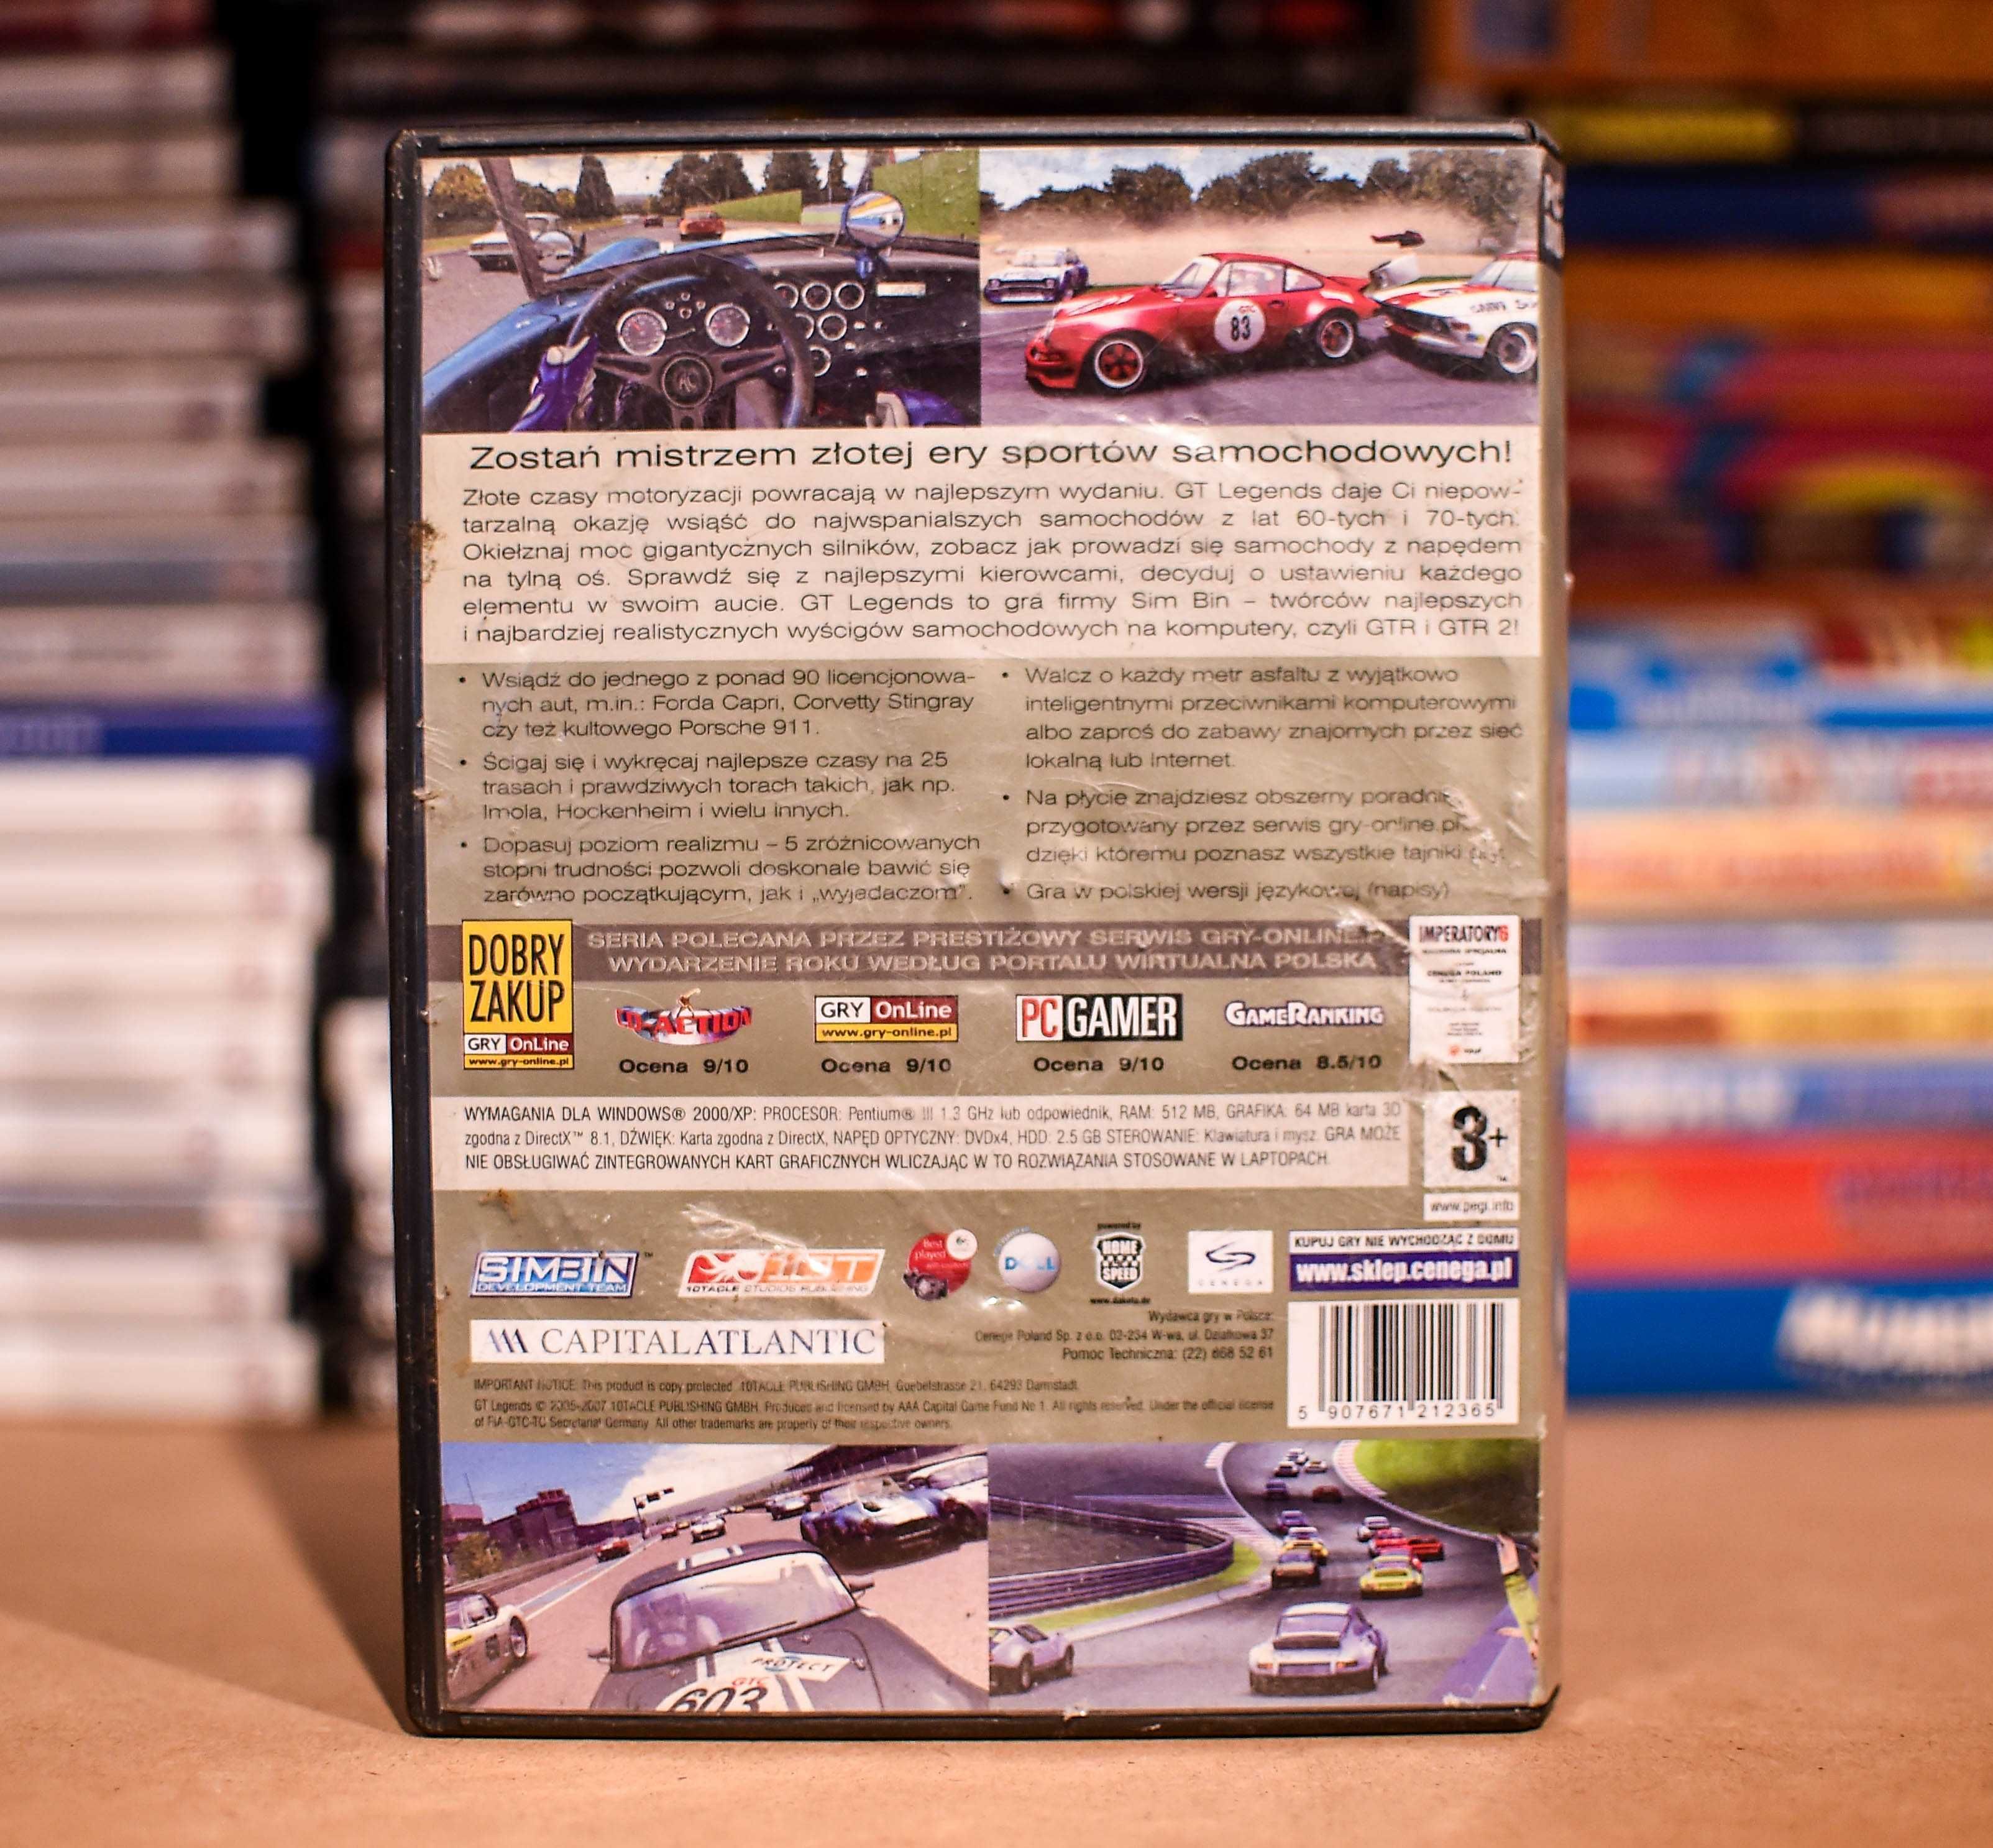 83
Zostań mistrzem złotej ery sportów samochodowych!
Złote czasy motoryzacji powracają w najlepszym wydaniu. GT Legends daje Ci niepow-
tarzalną okazję wsiąść do najwspanialszych samochodów z lat 60-tych i 70-tych.
Okiełznaj moc gigantycznych silników, zobacz jak prowadzi się samochody z napędem
na tylną oś. Sprawdź się z najlepszymi kierowcami, decyduj o ustawieniu każdego
elementu w swoim aucie. GT Legends to gra firmy Sim Bin – twórców najlepszych
i najbardziej realistycznych wyścigów samochodowych na komputery, czyli GTR i GTR 2!
• Wsiądź do jednego z ponad 90 licencjonowa-
nych aut, m.in.: Forda Capri, Corvetty Stingray
czy też kultowego Porsche 911.
• Ścigaj się i wykręcaj najlepsze czasy na 25
trasach i prawdziwych torach takich, jak np.
Imola, Hockenheim i wielu innych.
• Dopasuj poziom realizmu – 5 zróżnicowanych
stopni trudności pozwoli doskonale bawić się
zarówno początkującym, jak i „wyjadaczom”.
• Walcz o każdy metr asfaltu z wyjątkowo
inteligentnymi przeciwnikami komputerowymi
albo zaproś do zabawy znajomych przez sieć
lokalną lub Internet.
• Na płycie znajdziesz obszerny poradnik
przygotowany przez serwis gry-online.pl,
dzięki któremu poznasz wszystkie tajniki
• Gra w polskiej wersji językowej (napisy)
DOBRY
ZAKUP
GRY OnLine
www.gry-online.pl
SERIA POLECANA PRZEZ PRESTIŻOWY SERWIS GRY-ONLINE.P
WYDARZENIE ROKU WEDŁUG PORTALU WIRTUALNA POLSKA
CD-ACTION
Ocena 9/10
GRY OnLine
www.gry-online.pl
Ocena 9/10
PC GAMER
Ocena 9/10
GAMERANKING
Ocena 8.5/10
IMPERATORY6
CENEGA POLAND
WYMAGANIA DLA WINDOWS® 2000/XP: PROCESOR: Pentium® III 1.3 GHz lub odpowiednik, RAM: 512 MB, GRAFIKA: 64 MB karta 3D
zgodna z DirectX™ 8.1, DŹWIĘK: Karta zgodna z DirectX, NAPĘD OPTYCZNY: DVDx4, HDD: 2.5 GB STEROWANIE: Klawiatura i mysz. GRA MOŻE
NIE OBSŁUGIWAĆ ZINTEGROWANYCH KART GRAFICZNYCH WLICZAJĄC W TO ROZWIĄZANIA STOSOWANE W LAPTOPACH.
3+
www.pegi.info
SIMBIN™
DEVELOPMENT TEAM
10TACLE STUDIOS PUBLISHING
Best
played
DELL
powered by
HOME
SPEED
CENEGA
KUPUJ GRY NIE WYCHODZĄC Z DOMU
www.sklep.cenega.pl
CAPITALATLANTIC
Wydawca gry w Polsce:
Cenega Poland Sp. z o.o. 02-234 W-wa, ul. Działkowa 37
Pomoc Techniczna: (22) 868 52 61
IMPORTANT NOTICE: This product is copy protected. 10TACLE PUBLISHING GMBH, Goebelstrasse 21, 64293 Darmstadt
GT Legends © 2005-2007 10TACLE PUBLISHING GMBH. Produced and licensed by AAA Capital Game Fund No 1. All rights reserved. Under the official license
of FIA-GTC-TC Secretariat Germany. All other trademarks are property of their respective owners.
5 907671 212365
PROTECT
GTC
603